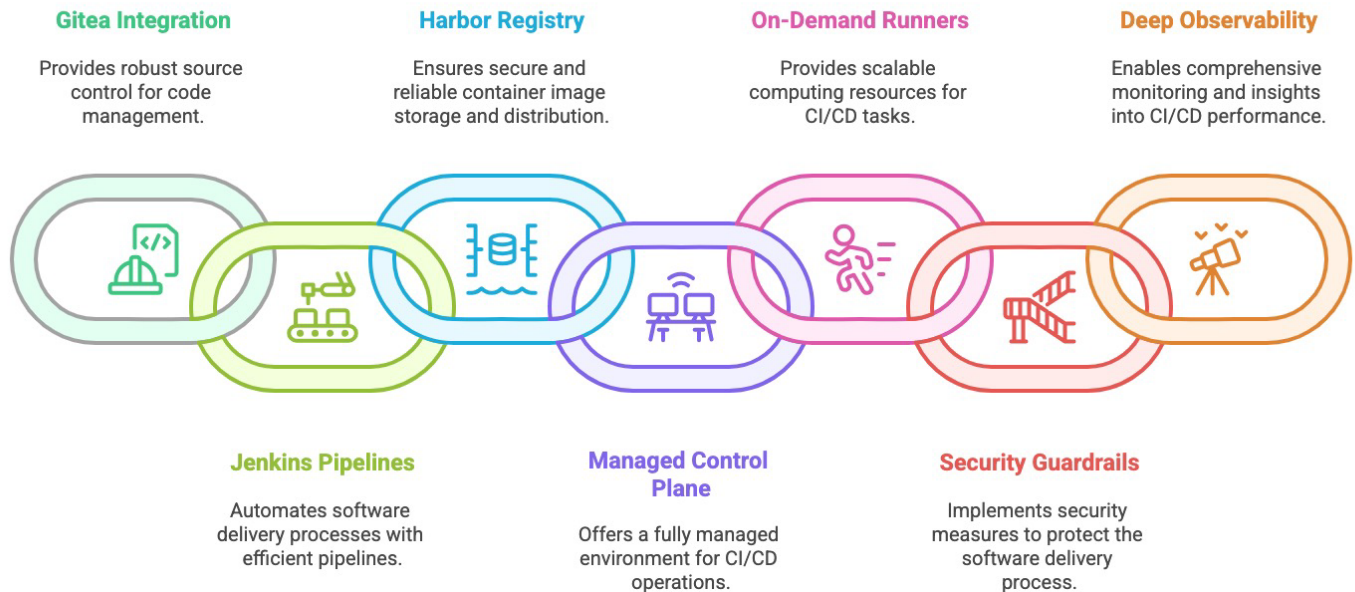 Gitea Integration
Provides robust source
control for code
management.
Harbor Registry
Ensures secure and
reliable container image
storage and distribution.
On-Demand Runners
Provides scalable
computing resources for
CI/CD tasks.
Deep Observability
Enables comprehensive
monitoring and insights
into CI/CD performance.
</>
Jenkins Pipelines
Automates software
delivery processes with
efficient pipelines.
Managed Control
Plane
Offers a fully managed
environment for CI/CD
operations.
Security Guardrails
Implements security
measures to protect the
software delivery
process.